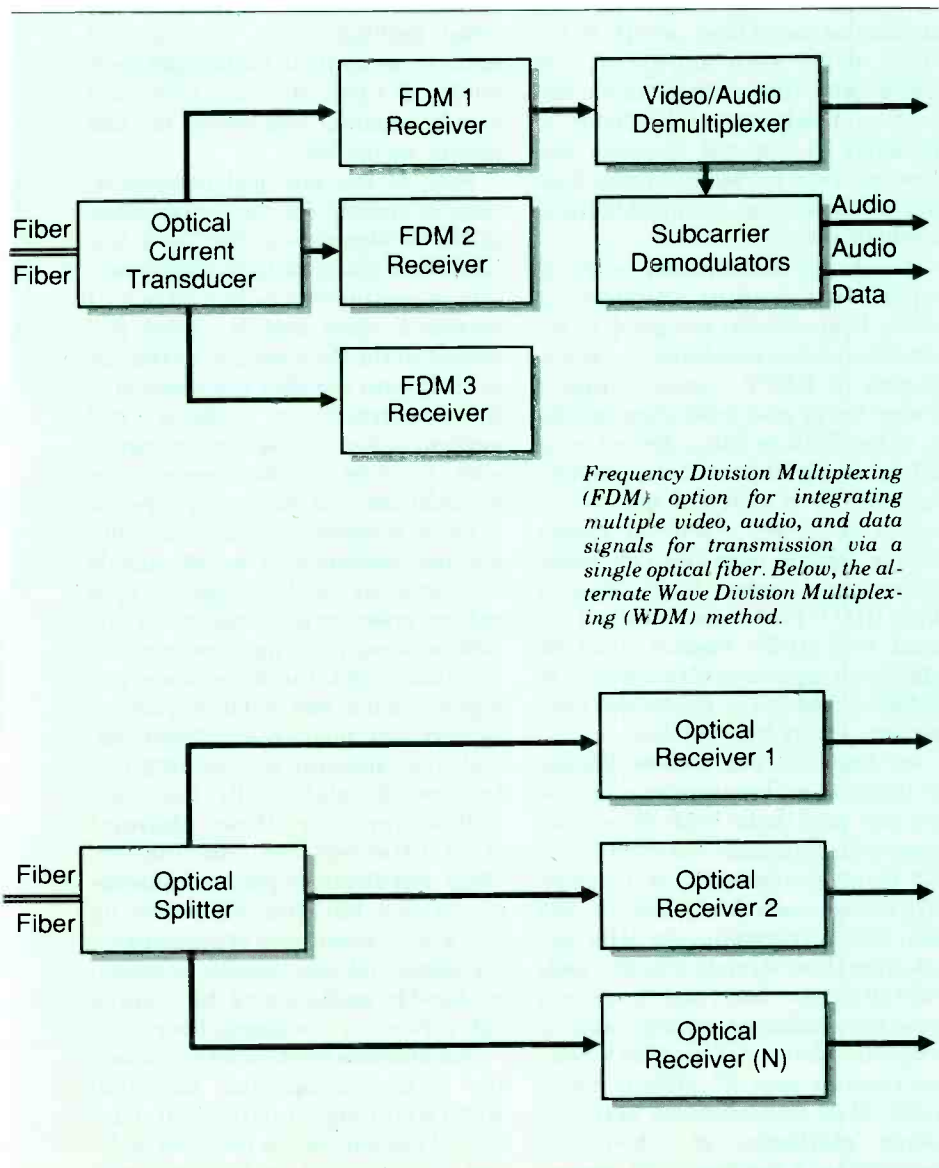 FDM 1
Receiver
Video/Audio
Demultiplexer
Fiber
Fiber
Optical
Current
Transducer
FDM 2
Receiver
Subcarrier
Demodulators
Audio
Audio
Data
FDM 3
Receiver
Frequency Division Multiplexing
(FDM) option for integrating
multiple video, audio, and data
signals for transmission via a
single optical fiber. Below, the al-
ternate Wave Division Multiplex-
ing (WDM) method.
Optical
Receiver 1
Fiber
Fiber
Optical
Splitter
Optical
Receiver 2
Optical
Receiver (N)